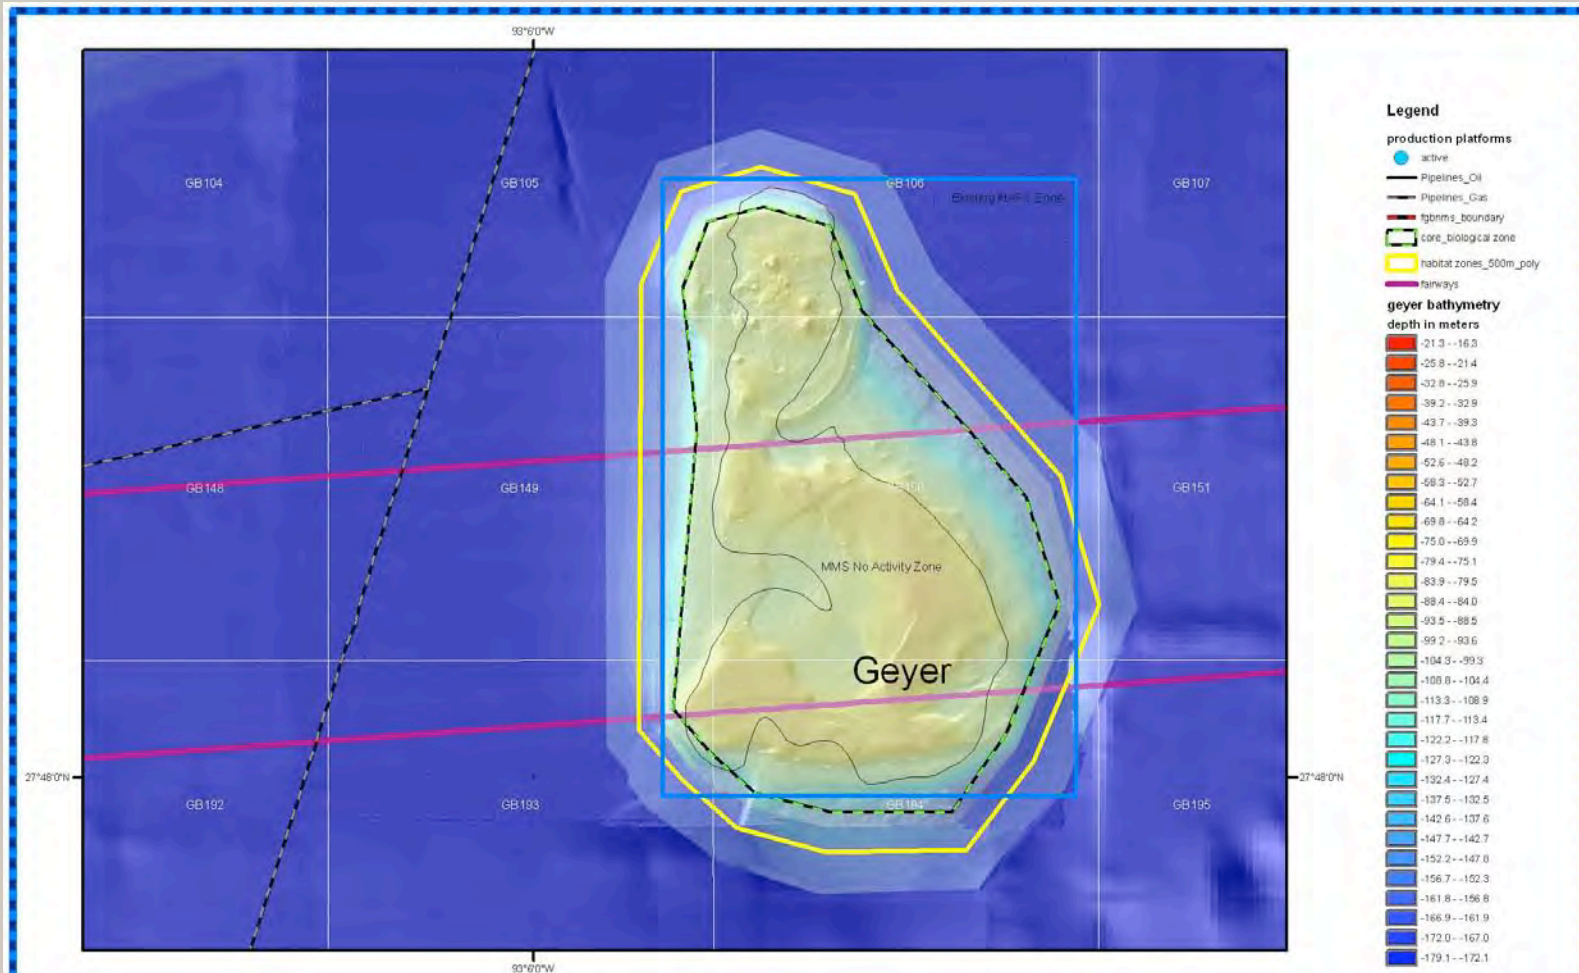 93°6'0"W
GB104
GB105
GB106
GB107
Existing HAPC Zone
GB148
GB149
GB151
MMS No Activity Zone
Geyer
27°48'0"N
27°48'0"N
GB192
GB193
GB194
GB195
93°6'0"W
Legend
production platforms
active
Pipelines_Oil
Pipelines_Gas
fgbnms_boundary
core_biological zone
habitat zones_500m_poly
fairways
geyer bathymetry
depth in meters
-21.3 - -16.3
-25.8 - -21.4
-32.8 - -25.9
-39.2 - -32.9
-43.7 - -39.3
-48.1 - -43.8
-52.6 - -48.2
-58.3 - -52.7
-64.1 - -58.4
-69.8 - -64.2
-75.0 - -69.9
-79.4 - -75.1
-83.9 - -79.5
-88.4 - -84.0
-93.5 - -88.5
-99.2 - -93.6
-104.3 - -99.3
-108.8 - -104.4
-113.3 - -108.9
-117.7 - -113.4
-122.2 - -117.8
-127.3 - -122.3
-132.4 - -127.4
-137.5 - -132.5
-142.6 - -137.6
-147.7 - -142.7
-152.2 - -147.8
-156.7 - -152.3
-161.8 - -156.8
-166.9 - -161.9
-172.0 - -167.0
-179.1 - -172.1